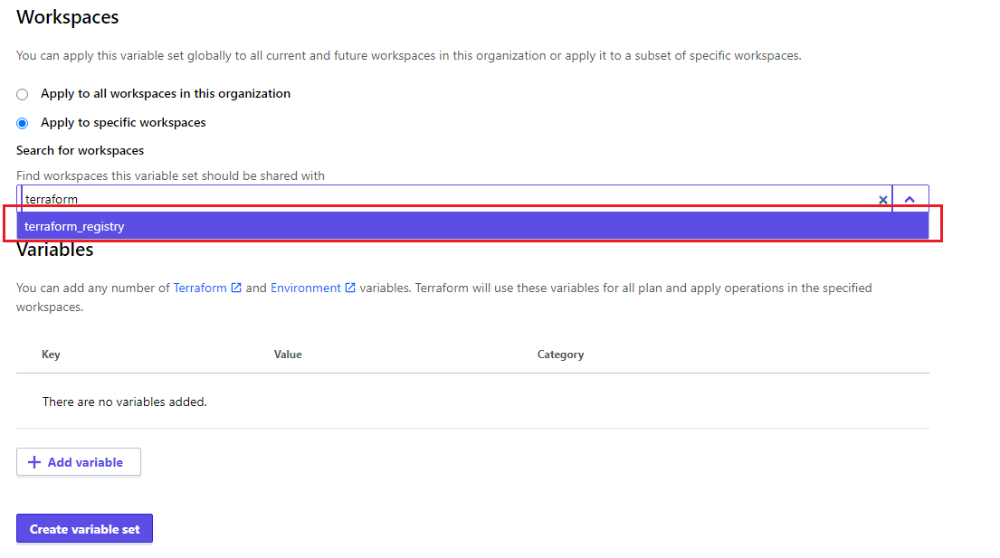 Workspaces
You can apply this variable set globally to all current and future workspaces in this organization or apply it to a subset of specific workspaces.
Apply to all workspaces in this organization
Apply to specific workspaces
Search for workspaces
Find workspaces this variable set should be shared with
terraform
terraform_registry
Variables
You can add any number of Terraform and Environment variables. Terraform will use these variables for all plan and apply operations in the specified
workspaces.
Key Value Category
There are no variables added.
+ Add variable
Create variable set